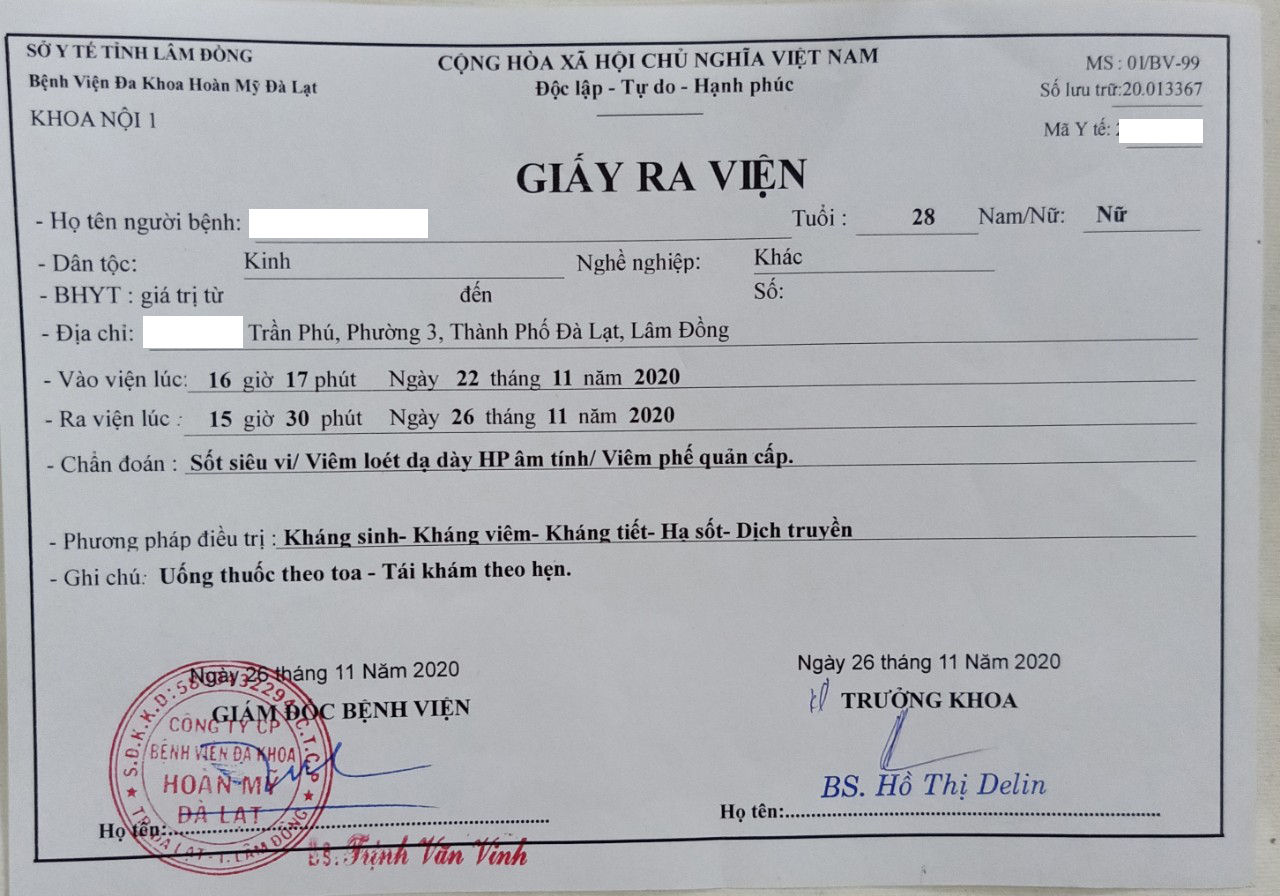 SỞ Y TẾ TỈNH LÂM ĐỒNG
Bệnh Viện Đa Khoa Hoàn Mỹ Đà Lạt
KHOA NỘI 1
CỘNG HÒA XÃ HỘI CHỦ NGHĨA VIỆT NAM
Độc lập - Tự do - Hạnh phúc
MS : 01/BV-99
Số lưu trữ:20.013367
Mã Y tế:
GIẤY RA VIỆN
- Họ tên người bệnh: Tuổi : 28 Nam/Nữ: Nữ
- Dân tộc: Kinh Nghề nghiệp: Khác
- BHYT : giá trị từ đến Số:
- Địa chỉ: Trần Phú, Phường 3, Thành Phố Đà Lạt, Lâm Đồng
- Vào viện lúc: 16 giờ 17 phút Ngày 22 tháng 11 năm 2020
- Ra viện lúc : 15 giờ 30 phút Ngày 26 tháng 11 năm 2020
- Chẩn đoán : Sốt siêu vi/ Viêm loét dạ dày HP âm tính/ Viêm phế quản cấp.
- Phương pháp điều trị : Kháng sinh- Kháng viêm- Kháng tiết- Hạ sốt- Dịch truyền
- Ghi chú: Uống thuốc theo toa - Tái khám theo hẹn.
Ngày 26 tháng 11 Năm 2020
GIÁM ĐỐC BỆNH VIỆN
S.Đ.K.K.D: C.T.C.P
CÔNG TY CP
BỆNH VIỆN ĐA KHOA
HOÀN MỸ
ĐÀ LẠT
TP.ĐÀ LẠT - T. LÂM ĐỒNG
Họ tên:
BS. Trịnh Văn Vinh
Ngày 26 tháng 11 Năm 2020
TRƯỞNG KHOA
BS. Hồ Thị Delin
Họ tên: